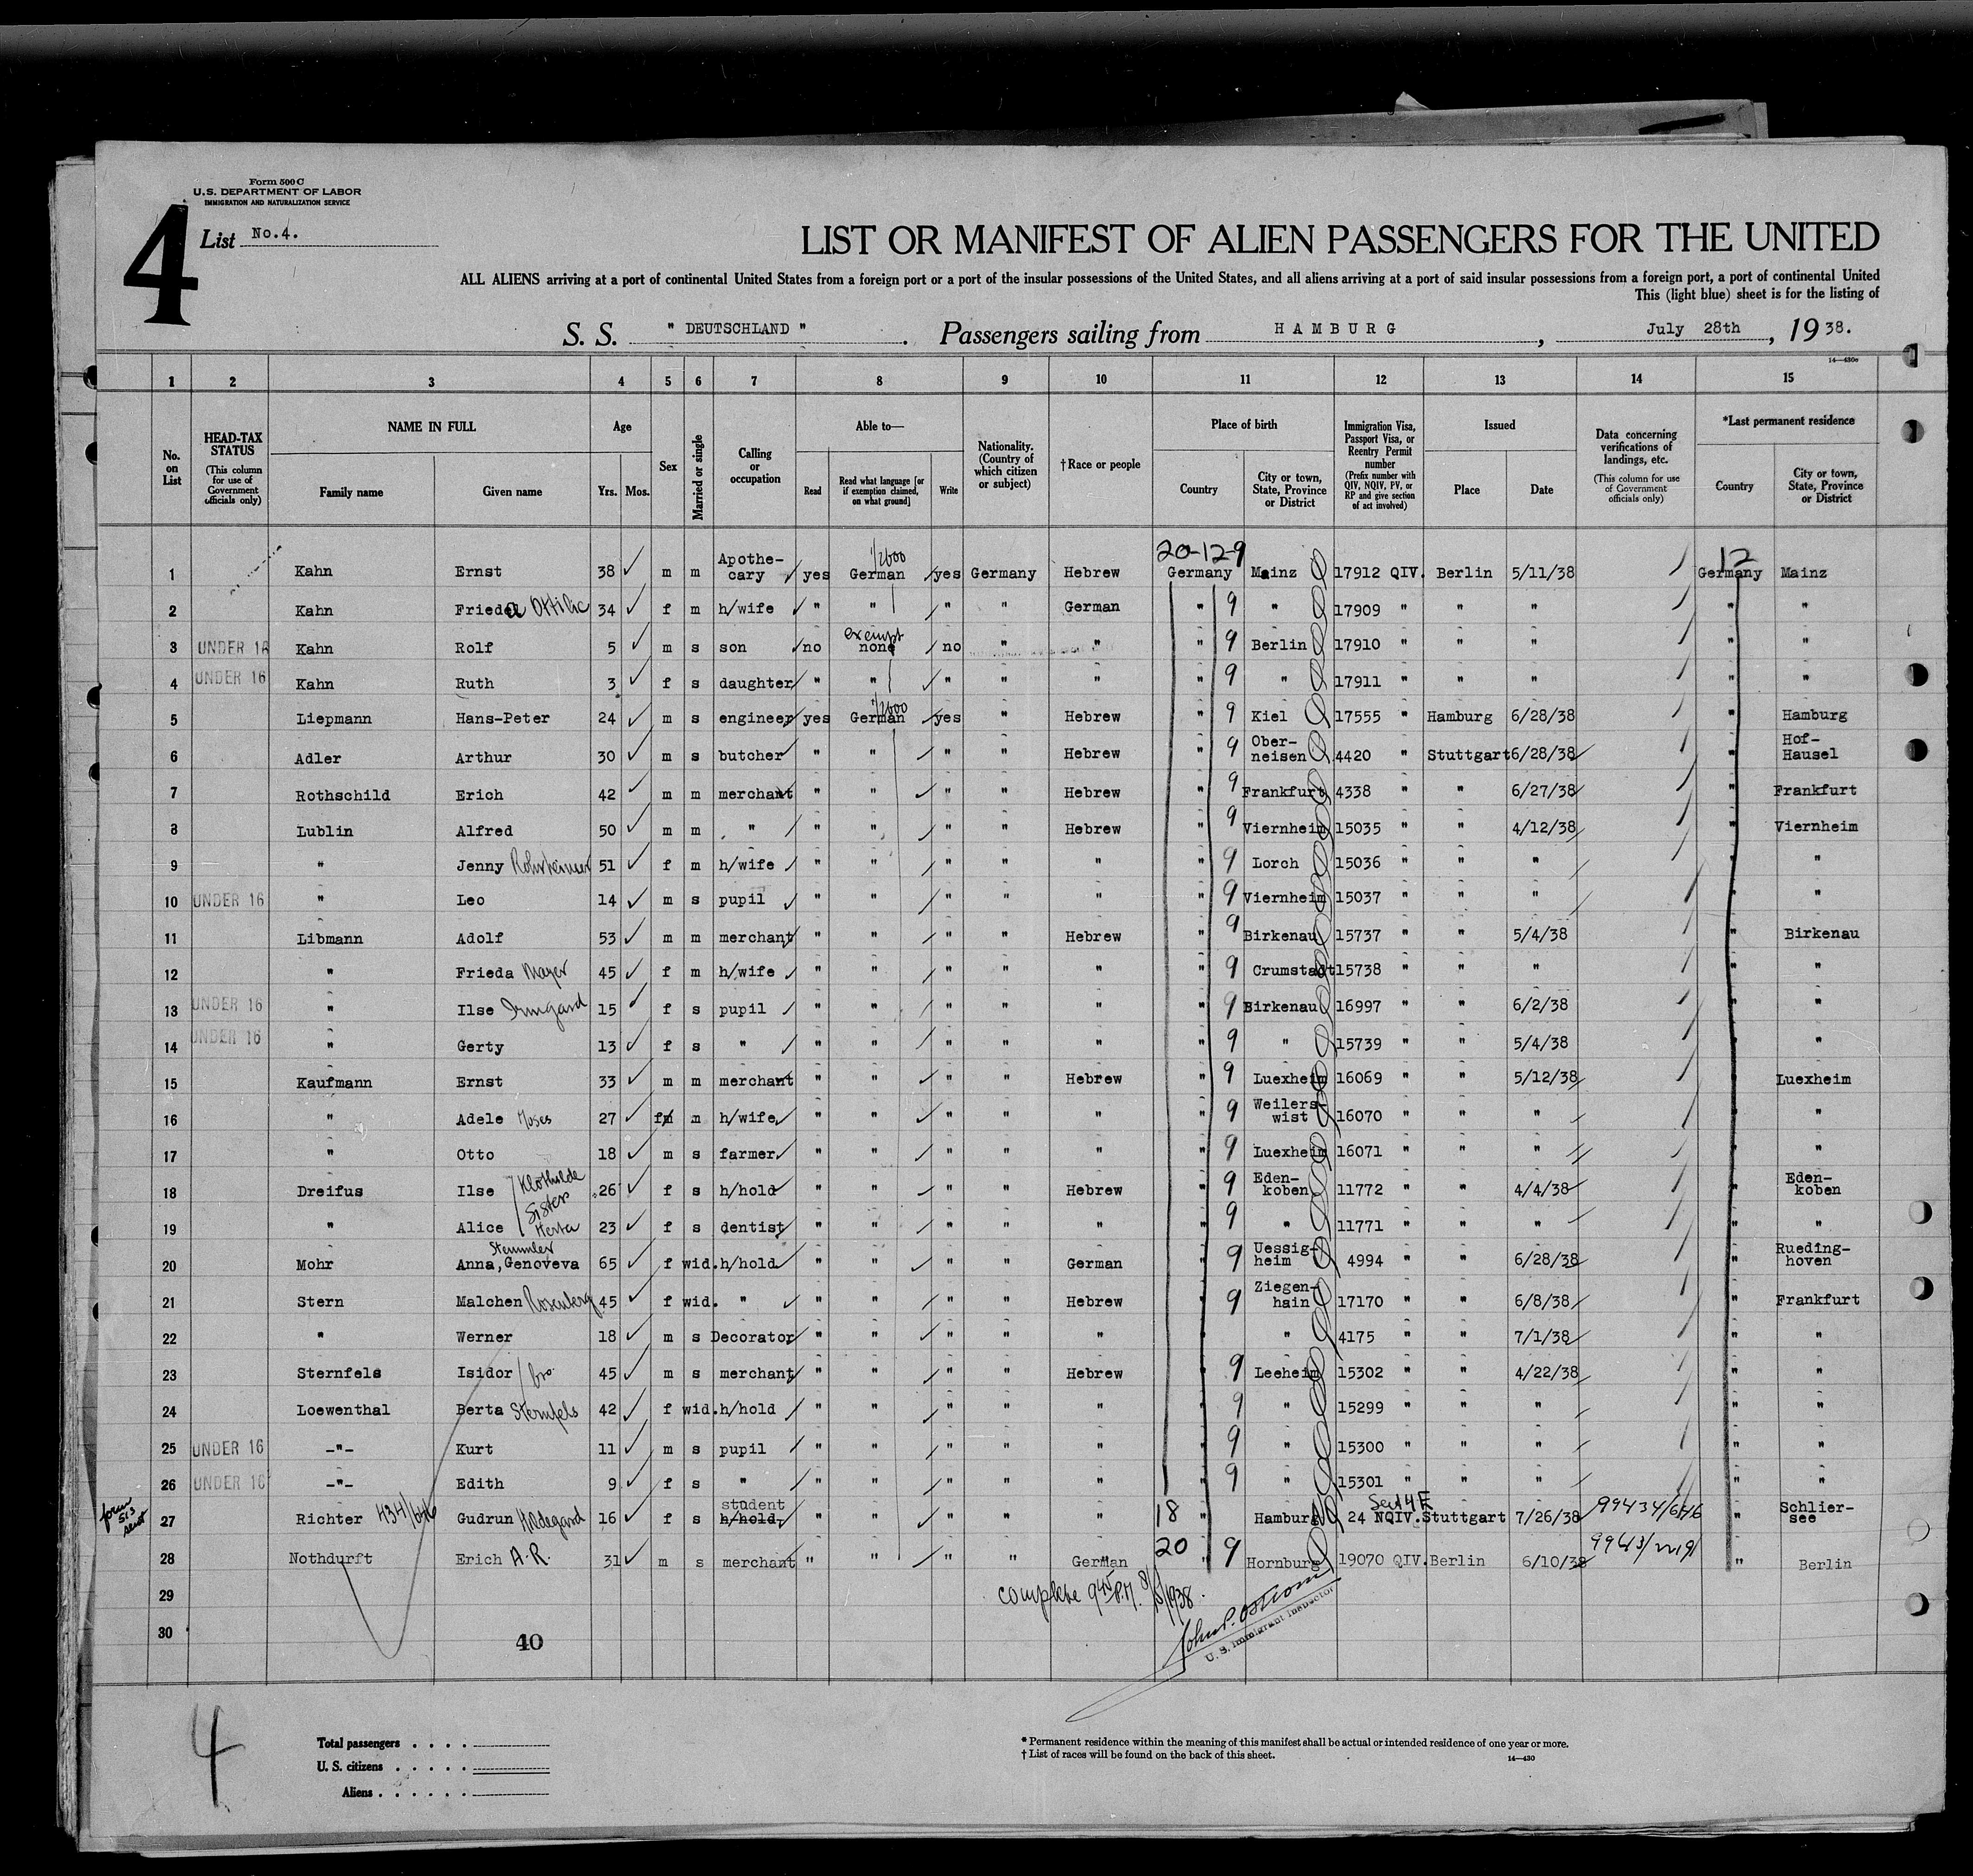 Form 500 C
U.S. DEPARTMENT OF LABOR
IMMIGRATION AND NATURALIZATION SERVICE
4
List No.4.
LIST OR MANIFEST OF ALIEN PASSENGERS FOR THE UNITED
ALL ALIENS arriving at a port of continental United States from a foreign port or a port of the insular possessions of the United States, and all aliens arriving at a port of said insular possessions from a foreign port, a port of continental United
This (light blue) sheet is for the listing of
S. S. " DEUTSCHLAND ". Passengers sailing from HAMBURG, July 28th, 1938.
14—430c
1 2 3 4 5 6 7 8 9 10 11 12 13 14 15
No. on List
HEAD-TAX STATUS (This column for use of Government officials only)
NAME IN FULL
Family name Given name
Age
Yrs. Mos.
Sex
Married or single
Calling or occupation
Able to—
Read Read what language [or if exemption claimed, on what ground] Write
Nationality. (Country of which citizen or subject)
†Race or people
Place of birth
Country City or town, State, Province or District
Immigration Visa, Passport Visa, or Reentry Permit number (Prefix number with QIV, NQIV, PV, or RP and give section of act involved)
Issued
Place Date
Data concerning verifications of landings, etc. (This column for use of Government officials only)
*Last permanent residence
Country City or town, State, Province or District
20-12-9 12
1 Kahn Ernst 38 m m Apothe-cary yes German yes Germany Hebrew Germany Mainz 17912 QIV. Berlin 5/11/38 Germany Mainz
2 Kahn Frieda Ottilie 34 f m h/wife " " " " German " 9 " 17909 " " " " "
3 UNDER 16 Kahn Rolf 5 m s son no exempt none no " " " 9 Berlin 17910 " " " " "
4 UNDER 16 Kahn Ruth 3 f s daughter " " " " " " 9 " 17911 " " " " "
5 Liepmann Hans-Peter 24 m s engineer yes German yes " Hebrew " 9 Kiel 17555 " Hamburg 6/28/38 " Hamburg
6 Adler Arthur 30 m s butcher " " " " Hebrew " 9 Ober-neisen 4420 " Stuttgart 6/28/38 " Hof-Hausel
7 Rothschild Erich 42 m m merchant " " " " Hebrew " 9 Frankfurt 4338 " " 6/27/38 " Frankfurt
8 Lublin Alfred 50 m m " " " " " Hebrew " 9 Viernheim 15035 " " 4/12/38 " Viernheim
9 " Jenny 51 f m h/wife " " " " " " 9 Lorch 15036 " " " " "
10 UNDER 16 " Leo 14 m s pupil " " " " " " 9 Viernheim 15037 " " " " "
11 Libmann Adolf 53 m m merchant " " " " Hebrew " 9 Birkenau 15737 " " 5/4/38 " Birkenau
12 " Frieda Mayer 45 f m h/wife " " " " " " 9 Crumstadt 15738 " " " " "
13 UNDER 16 " Ilse Irmgard 15 f s pupil " " " " " " 9 Birkenau 16997 " " 6/2/38 " "
14 UNDER 16 " Gerty 13 f s " " " " " " " 9 " 15739 " " 5/4/38 " "
15 Kaufmann Ernst 33 m m merchant " " " " Hebrew " 9 Luexheim 16069 " " 5/12/38 " Luexheim
16 " Adele Moses 27 f m h/wife " " " " " " 9 Weilers-wist 16070 " " " " "
17 " Otto 18 m s farmer " " " " " " 9 Luexheim 16071 " " " " "
18 Dreifus Ilse Klothilde 26 f s h/hold " " " " Hebrew " 9 Eden-koben 11772 " " 4/4/38 " Eden-koben
Sister
19 " Alice Herta 23 f s dentist " " " " " " 9 " 11771 " " " " "
20 Mohr Anna, Genoveva Stemmler 65 f wid. h/hold " " " " German " 9 Uessig-heim 4994 " " 6/28/38 " Rueding-hoven
21 Stern Malchen Rosenberg 45 f wid. " " " " " Hebrew " 9 Ziegen-hain 17170 " " 6/8/38 " Frankfurt
22 " Werner 18 m s Decorator " " " " " " " 4175 " " 7/1/38 " "
23 Sternfels Isidor bro. 45 m s merchant " " " " Hebrew " 9 Leeheim 15302 " " 4/22/38 " "
24 Loewenthal Berta Sternfels 42 f wid. h/hold " " " " " " 9 " 15299 " " " " "
25 UNDER 16 -"- Kurt 11 m s pupil " " " " " " 9 " 15300 " " " " "
26 UNDER 16 -"- Edith 9 f s " " " " " " " 9 " 15301 " " " " "
form 513 sent
27 Richter 434/646 Gudrun Hildegard 16 f s student h/hold " " " " " 18 " Hamburg 24 NQIV. Sect 4E Stuttgart 7/26/38 99434/646 " Schlier-see
28 Nothdurft Erich A.R. 31 m s merchant " " " " German 20 " 9 Hornburg 19070 QIV. Berlin 6/10/38 " Berlin
29
30
complete 9 45 P.M. 8/5/1938.
John P. Ostrom
U. S. Immigrant Inspector
40
4
Total passengers . . . .
U. S. citizens . . . . .
Aliens . . . . . .
* Permanent residence within the meaning of this manifest shall be actual or intended residence of one year or more.
† List of races will be found on the back of this sheet.
14—430